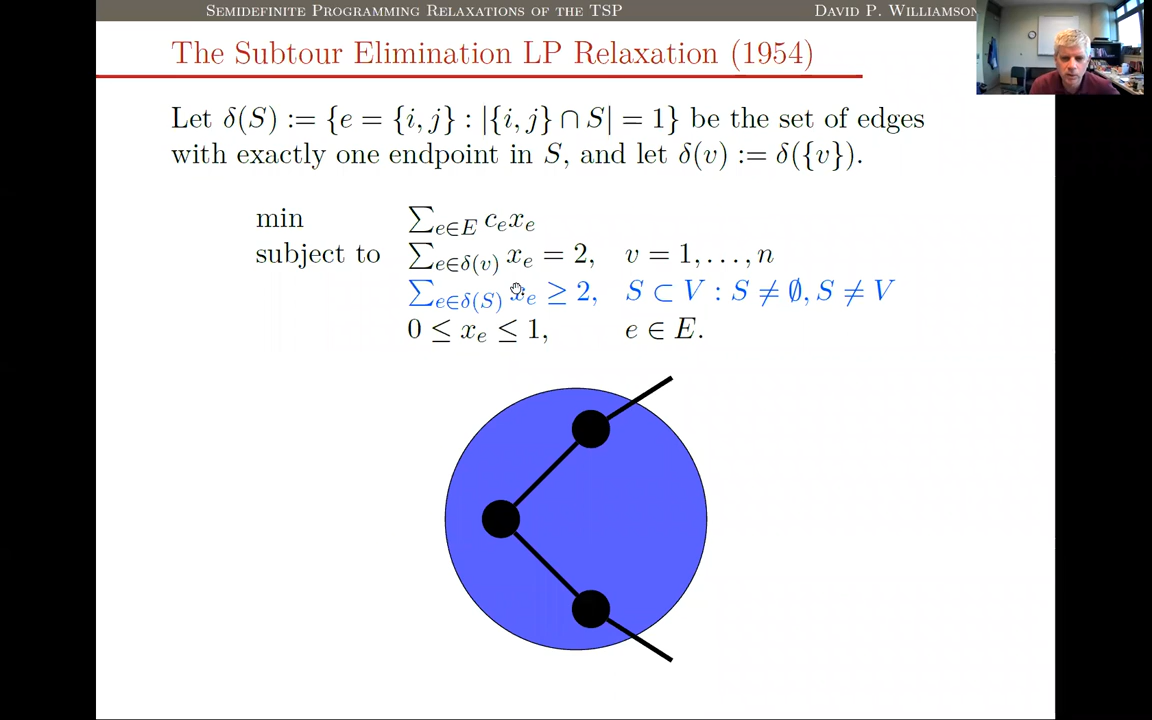 SEMIDEFINITE PROGRAMMING RELAXATIONS OF THE TSP DAVID P. WILLIAMSON
The Subtour Elimination LP Relaxation (1954)
Let δ(S) := {e = {i, j} : |{i, j} ∩ S| = 1} be the set of edges
with exactly one endpoint in S, and let δ(v) := δ({v}).
min ∑_{e∈E} c_e x_e
subject to ∑_{e∈δ(v)} x_e = 2, v = 1, . . . , n
∑_{e∈δ(S)} x_e ≥ 2, S ⊂ V : S ≠ ∅, S ≠ V
0 ≤ x_e ≤ 1, e ∈ E.